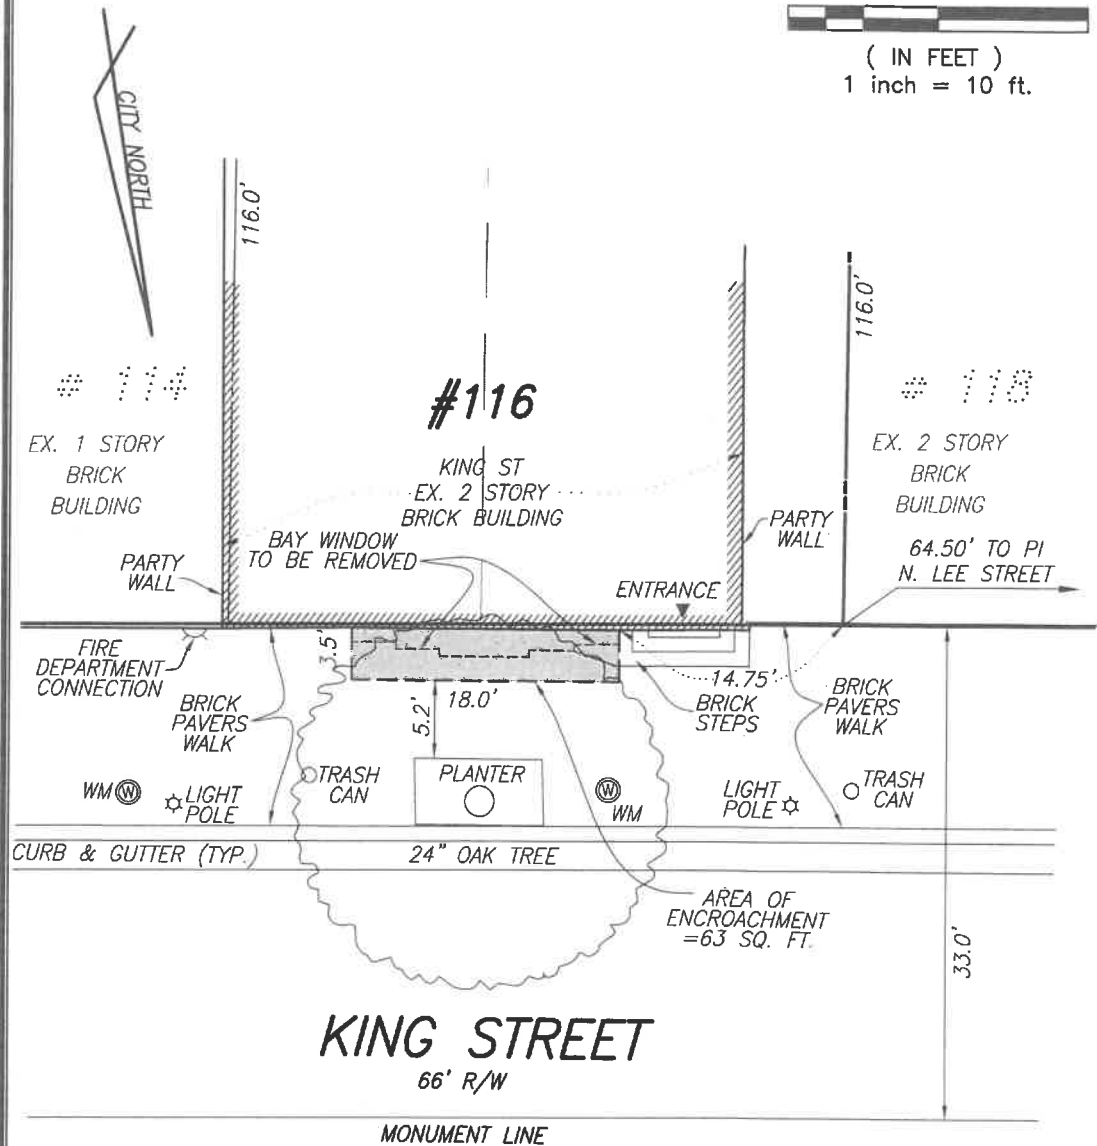 ( IN FEET )
1 inch = 10 ft.
CITY NORTH
116.0'
116.0'
# 114
#116
# 118
EX. 1 STORY
BRICK
BUILDING
KING ST
EX. 2 STORY
BRICK BUILDING
EX. 2 STORY
BRICK
BUILDING
BAY WINDOW
TO BE REMOVED
PARTY
WALL
PARTY
WALL
ENTRANCE
64.50' TO PI
N. LEE STREET
FIRE
DEPARTMENT
CONNECTION
3.5'
14.75'
18.0'
5.2'
BRICK
PAVERS
WALK
BRICK
STEPS
BRICK
PAVERS
WALK
WM W
LIGHT
POLE
TRASH
CAN
PLANTER
W
WM
LIGHT
POLE
TRASH
CAN
CURB & GUTTER (TYP.)
24" OAK TREE
AREA OF
ENCROACHMENT
=63 SQ. FT.
33.0'
KING STREET
66' R/W
MONUMENT LINE